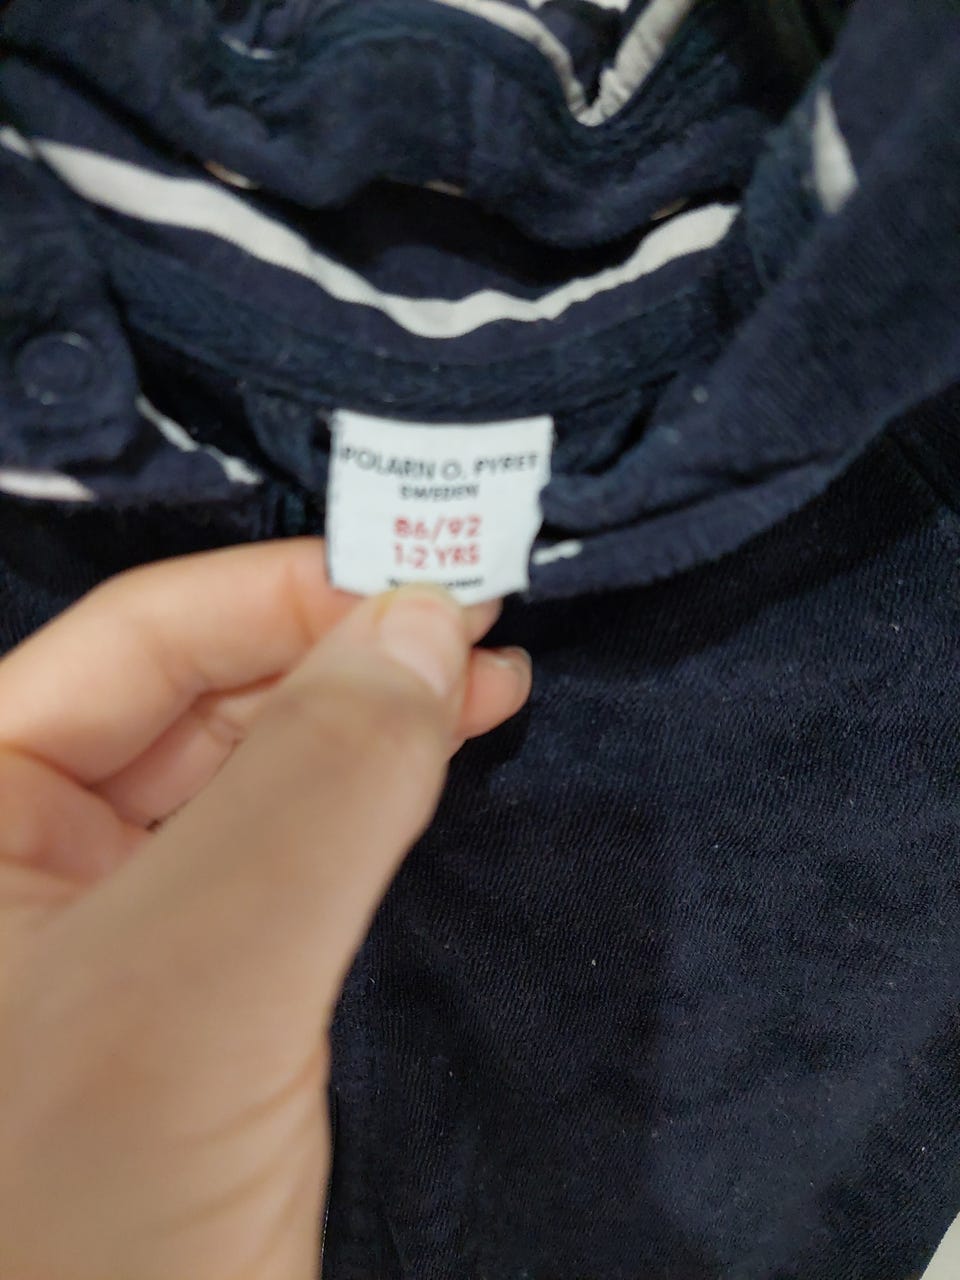 POLARN O. PYRET
SWEDEN
86/92
1-2 YRS